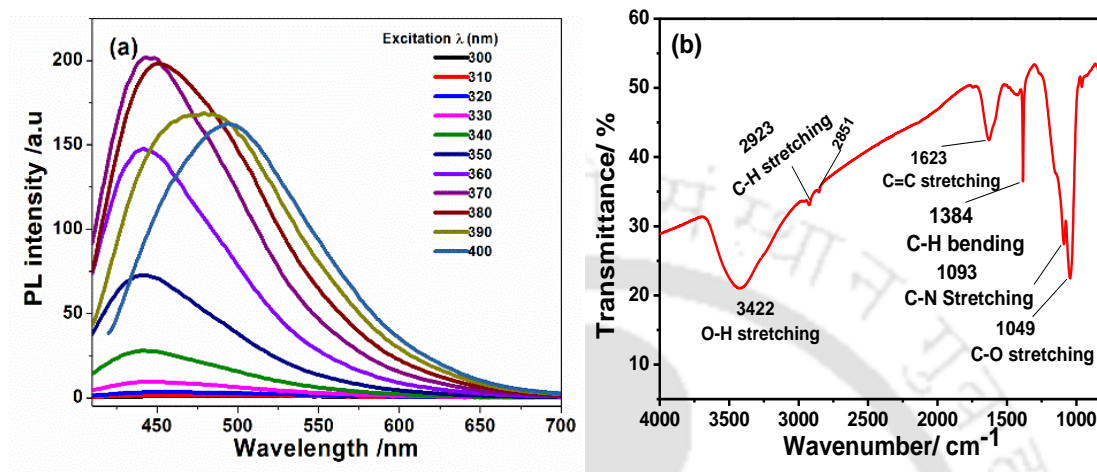 (a)
Excitation λ (nm)
300
310
320
330
340
350
360
370
380
390
400
200
150
100
50
0
PL intensity /a.u
450 500 550 600 650 700
Wavelength /nm
(b)
60
50
40
30
20
10
Transmittance/ %
2923
C-H stretching
2851
1623
C=C stretching
1384
C-H bending
1093
C-N Stretching
1049
C-O stretching
3422
O-H stretching
4000 3500 3000 2500 2000 1500 1000
Wavenumber/ cm⁻¹